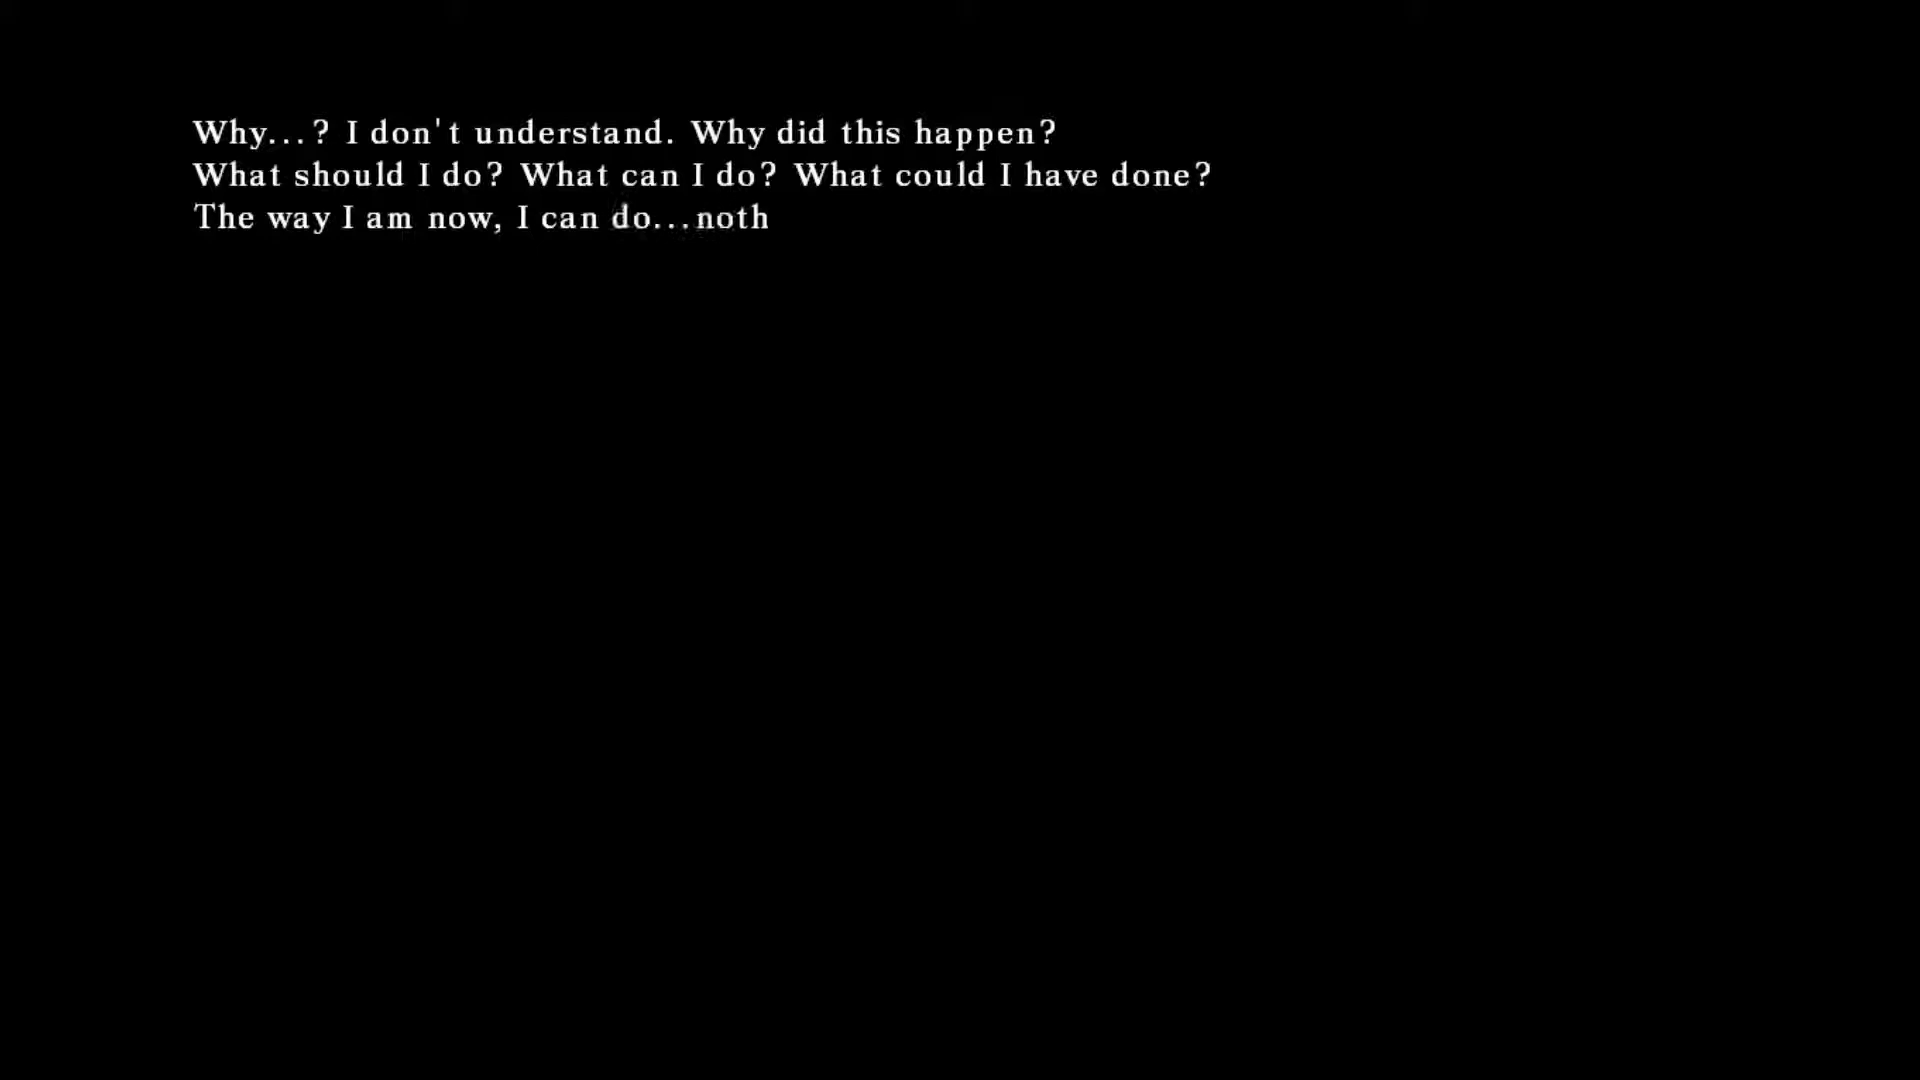 Why...? I don't understand. Why did this happen?
What should I do? What can I do? What could I have done?
The way I am now, I can do...noth